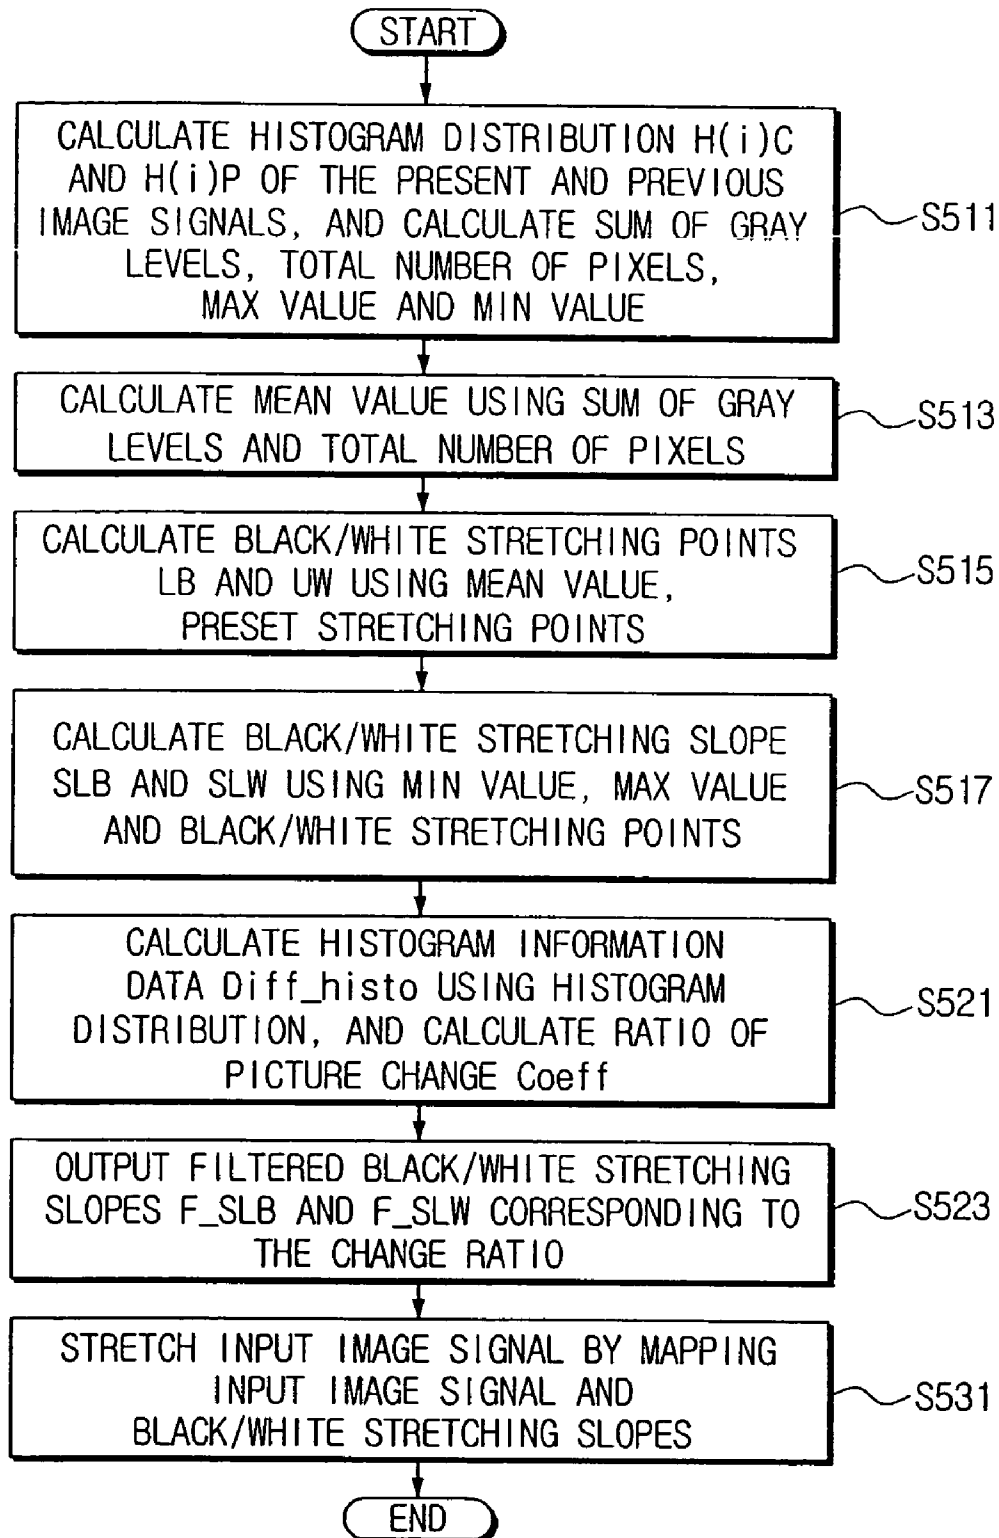 START
CALCULATE HISTOGRAM DISTRIBUTION H(i)C
AND H(i)P OF THE PRESENT AND PREVIOUS
IMAGE SIGNALS, AND CALCULATE SUM OF GRAY
LEVELS, TOTAL NUMBER OF PIXELS,
MAX VALUE AND MIN VALUE
S511
CALCULATE MEAN VALUE USING SUM OF GRAY
LEVELS AND TOTAL NUMBER OF PIXELS
S513
CALCULATE BLACK/WHITE STRETCHING POINTS
LB AND UW USING MEAN VALUE,
PRESET STRETCHING POINTS
S515
CALCULATE BLACK/WHITE STRETCHING SLOPE
SLB AND SLW USING MIN VALUE, MAX VALUE
AND BLACK/WHITE STRETCHING POINTS
S517
CALCULATE HISTOGRAM INFORMATION
DATA Diff_histo USING HISTOGRAM
DISTRIBUTION, AND CALCULATE RATIO OF
PICTURE CHANGE Coeff
S521
OUTPUT FILTERED BLACK/WHITE STRETCHING
SLOPES F_SLB AND F_SLW CORRESPONDING TO
THE CHANGE RATIO
S523
STRETCH INPUT IMAGE SIGNAL BY MAPPING
INPUT IMAGE SIGNAL AND
BLACK/WHITE STRETCHING SLOPES
S531
END